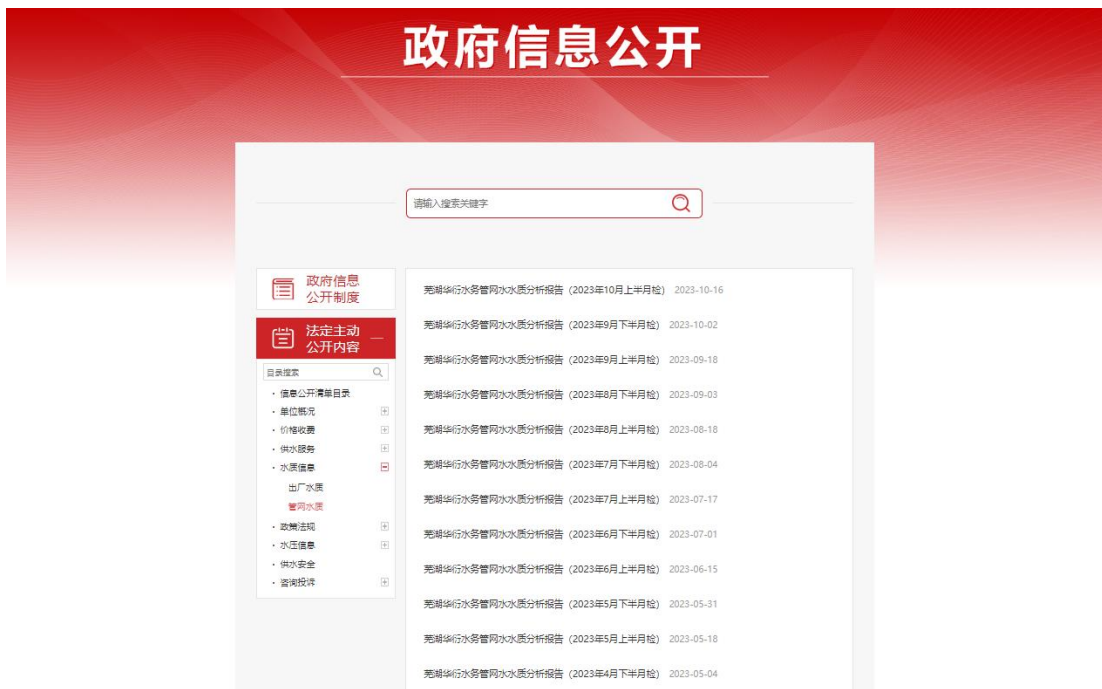 政府信息公开
请输入搜索关键字
政府信息
公开制度
法定主动
公开内容
目录搜索
· 信息公开清单目录
· 单位概况
· 价格收费
· 供水服务
· 水质信息
出厂水质
管网水质
· 政策法规
· 水压信息
· 供水安全
· 咨询投诉
芜湖华衍水务管网水水质分析报告（2023年10月上半月检） 2023-10-16
芜湖华衍水务管网水水质分析报告（2023年9月下半月检） 2023-10-02
芜湖华衍水务管网水水质分析报告（2023年9月上半月检） 2023-09-18
芜湖华衍水务管网水水质分析报告（2023年8月下半月检） 2023-09-03
芜湖华衍水务管网水水质分析报告（2023年8月上半月检） 2023-08-18
芜湖华衍水务管网水水质分析报告（2023年7月下半月检） 2023-08-04
芜湖华衍水务管网水水质分析报告（2023年7月上半月检） 2023-07-17
芜湖华衍水务管网水水质分析报告（2023年6月下半月检） 2023-07-01
芜湖华衍水务管网水水质分析报告（2023年6月上半月检） 2023-06-15
芜湖华衍水务管网水水质分析报告（2023年5月下半月检） 2023-05-31
芜湖华衍水务管网水水质分析报告（2023年5月上半月检） 2023-05-18
芜湖华衍水务管网水水质分析报告（2023年4月下半月检） 2023-05-04